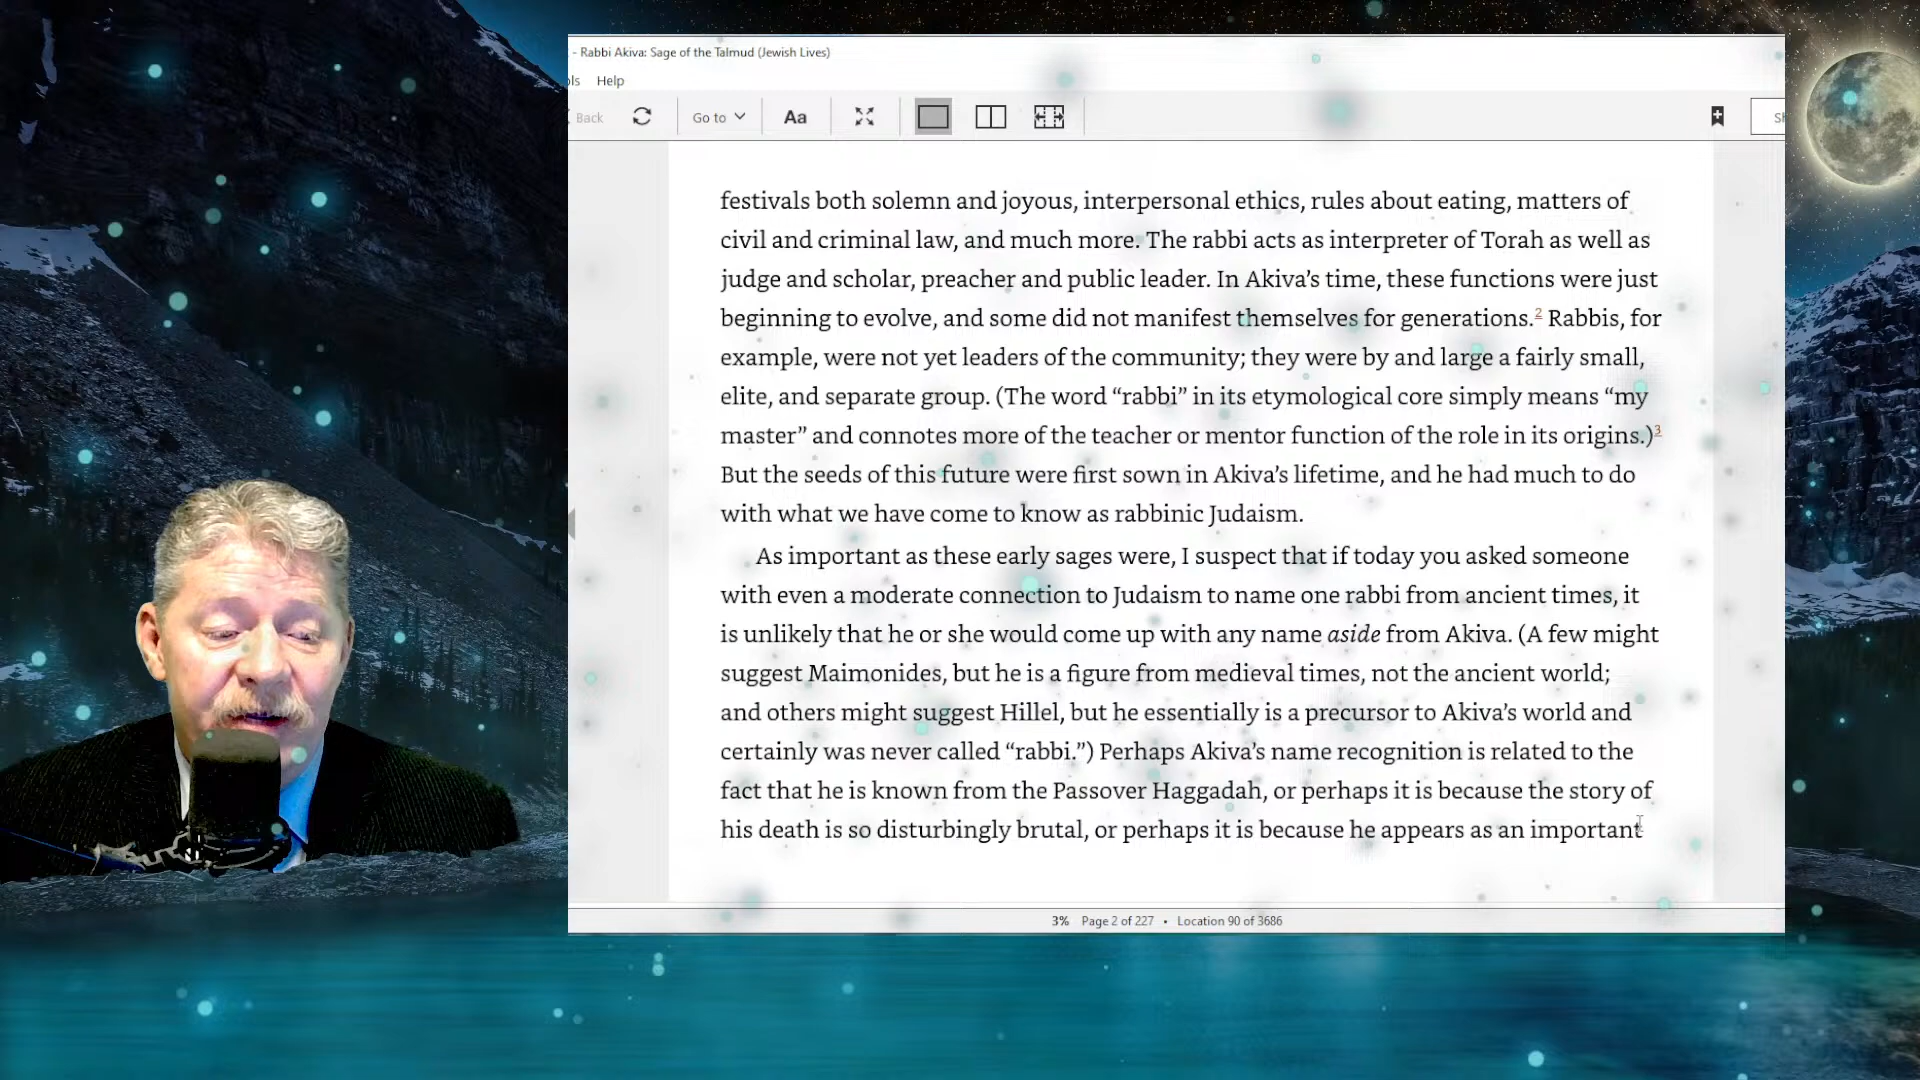 - Rabbi Akiva: Sage of the Talmud (Jewish Lives)
ols Help
Back Go to Aa
festivals both solemn and joyous, interpersonal ethics, rules about eating, matters of
civil and criminal law, and much more. The rabbi acts as interpreter of Torah as well as
judge and scholar, preacher and public leader. In Akiva’s time, these functions were just
beginning to evolve, and some did not manifest themselves for generations.2 Rabbis, for
example, were not yet leaders of the community; they were by and large a fairly small,
elite, and separate group. (The word “rabbi” in its etymological core simply means “my
master” and connotes more of the teacher or mentor function of the role in its origins.)3
But the seeds of this future were first sown in Akiva’s lifetime, and he had much to do
with what we have come to know as rabbinic Judaism.
As important as these early sages were, I suspect that if today you asked someone
with even a moderate connection to Judaism to name one rabbi from ancient times, it
is unlikely that he or she would come up with any name aside from Akiva. (A few might
suggest Maimonides, but he is a figure from medieval times, not the ancient world;
and others might suggest Hillel, but he essentially is a precursor to Akiva’s world and
certainly was never called “rabbi.”) Perhaps Akiva’s name recognition is related to the
fact that he is known from the Passover Haggadah, or perhaps it is because the story of
his death is so disturbingly brutal, or perhaps it is because he appears as an important
3% Page 2 of 227 • Location 90 of 3686